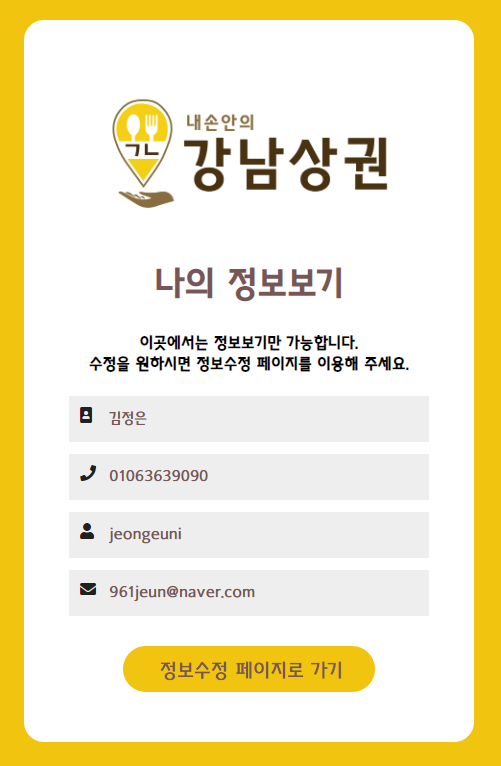 내손안의
ㄱㄴ
강남상권
나의 정보보기
이곳에서는 정보보기만 가능합니다.
수정을 원하시면 정보수정 페이지를 이용해 주세요.
김정은
01063639090
jeongeuni
961jeun@naver.com
정보수정 페이지로 가기